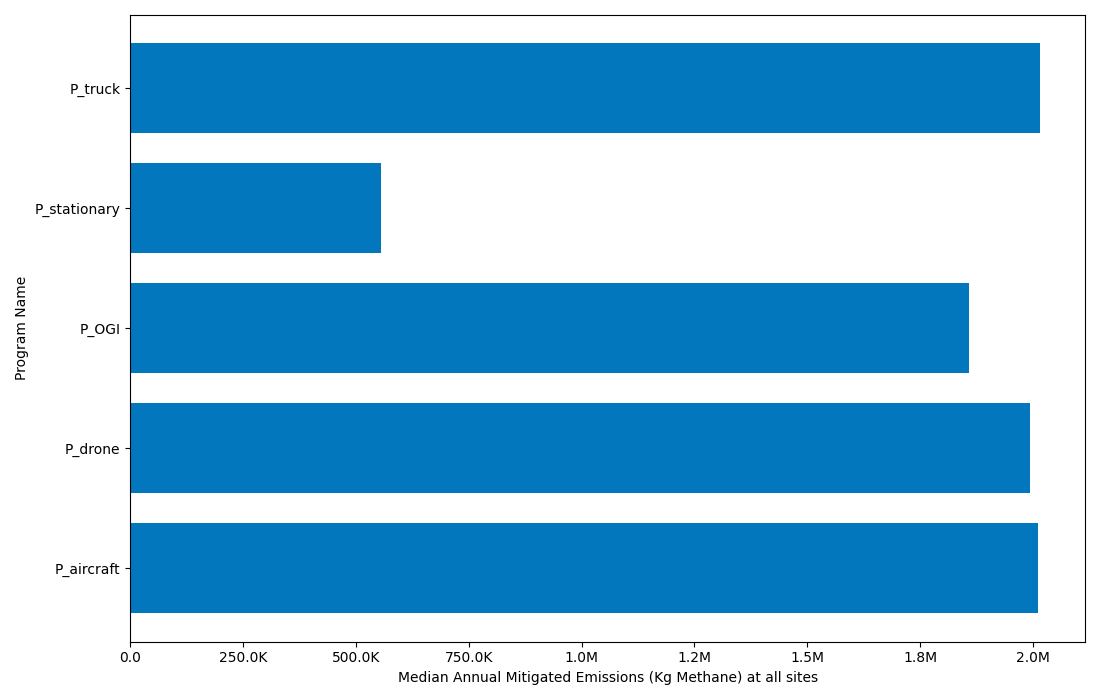 P_truck
P_stationary
P_OGI
P_drone
P_aircraft
Program Name
0.0 250.0K 500.0K 750.0K 1.0M 1.2M 1.5M 1.8M 2.0M
Median Annual Mitigated Emissions (Kg Methane) at all sites